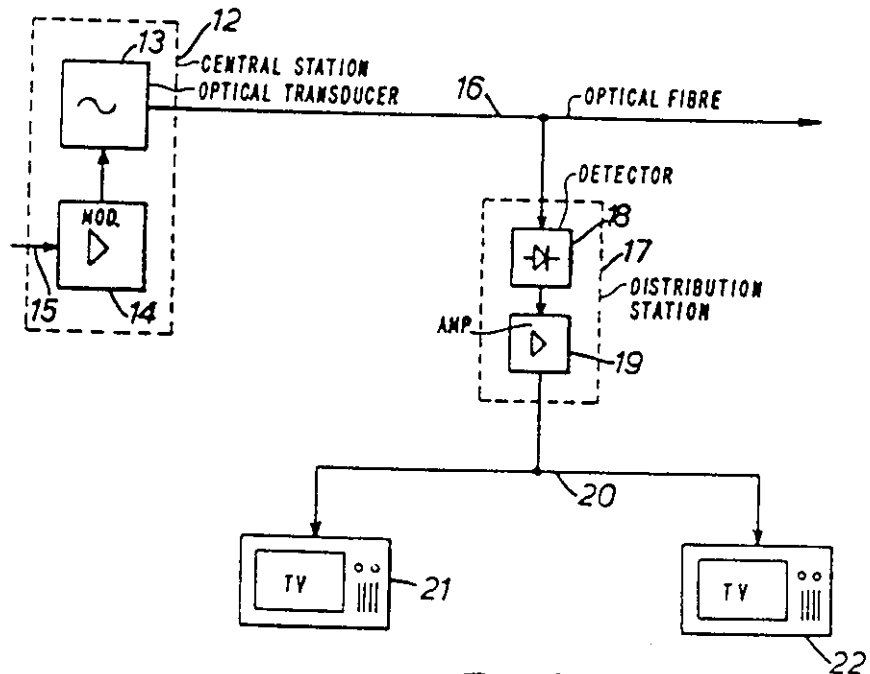 12
13
CENTRAL STATION
OPTICAL TRANSDUCER
16
OPTICAL FIBRE
MOD.
15
14
DETECTOR
18
17
DISTRIBUTION
STATION
AMP
19
20
TV
21
TV
22